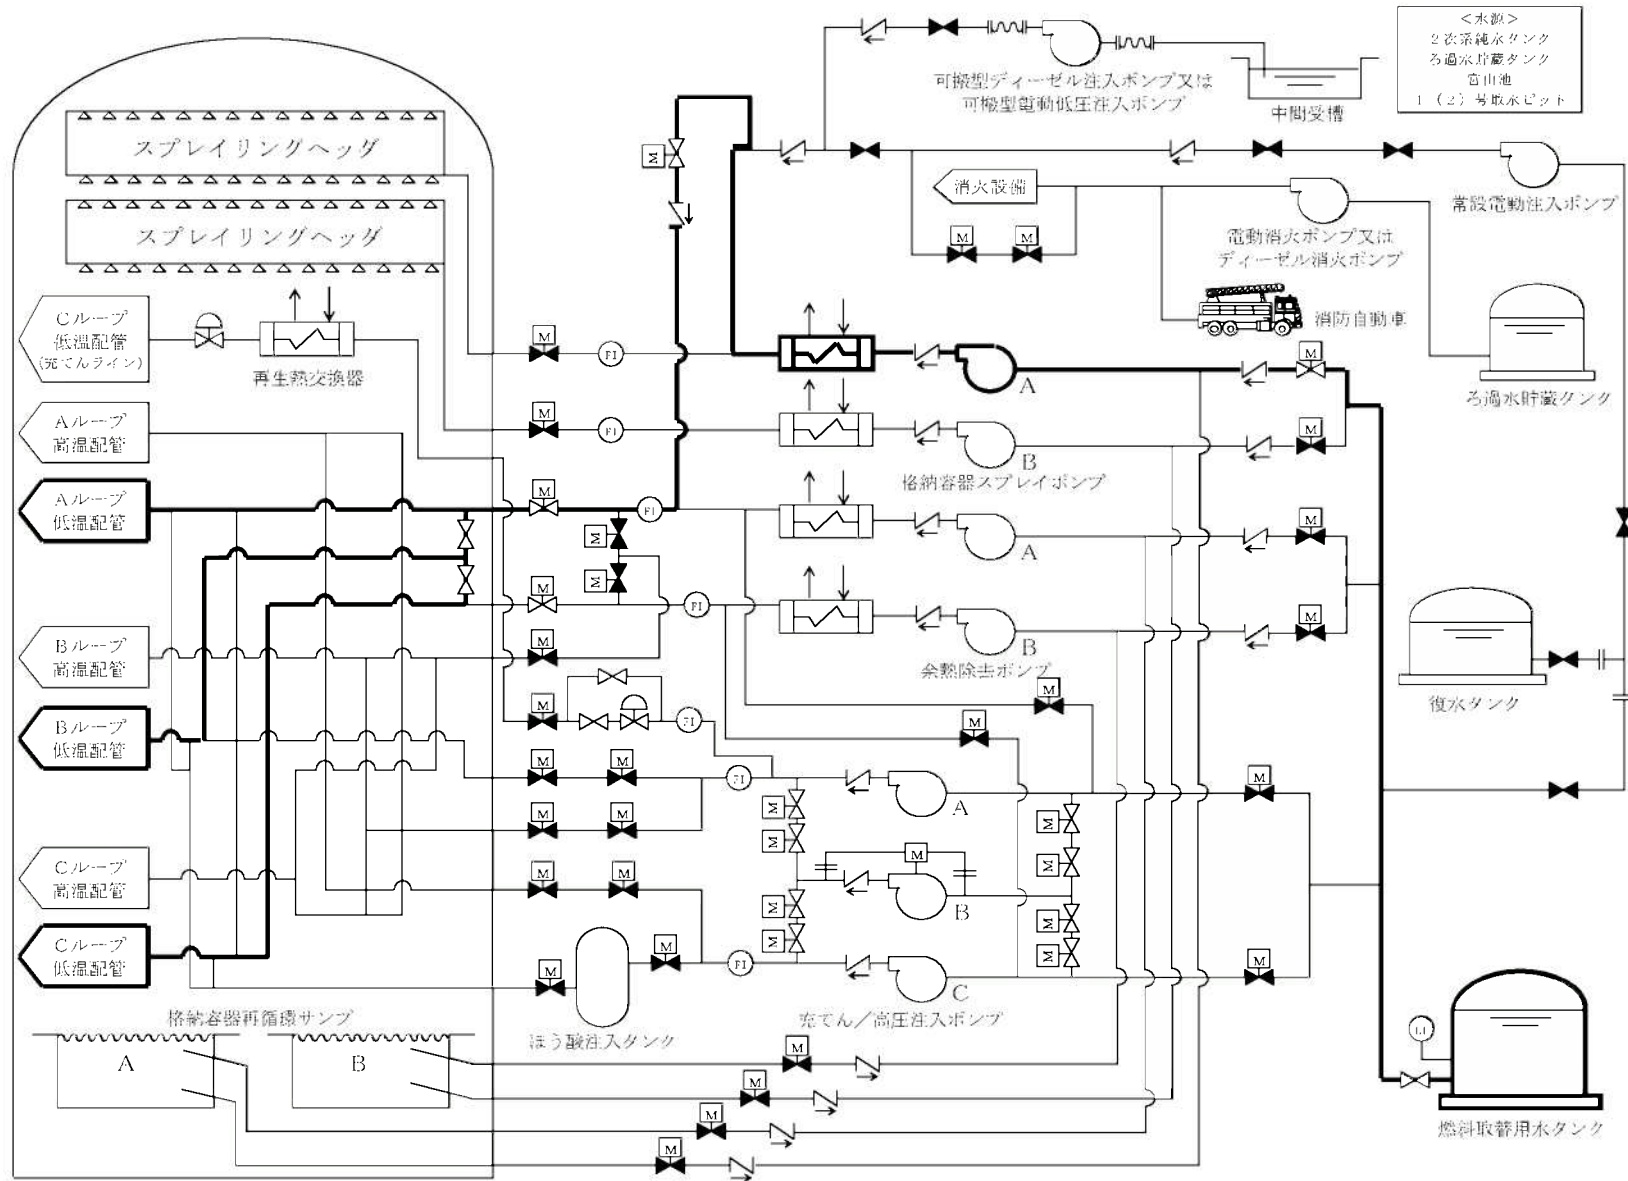 <水源>
2次系純水タンク
ろ過水貯蔵タンク
宮山池
1(2)号取水ピット
可搬型ディーゼル注入ポンプ又は
可搬型電動低圧注入ポンプ
中間受槽
スプレイリングヘッダ
M
消火設備
常設電動注入ポンプ
スプレイリングヘッダ
M
M
電動消火ポンプ又は
ディーゼル消火ポンプ
消防自動車
Cループ
低温配管
(充てんライン)
再生熱交換器
M
FI
A
M
ろ過水貯蔵タンク
Aループ
高温配管
M
FI
B
M
格納容器スプレイポンプ
Aループ
低温配管
M
FI
M
A
M
M
M
FI
B
M
余熱除去ポンプ
Bループ
高温配管
M
M
復水タンク
Bループ
低温配管
M
FI
M
M
M
FI
M
A
M
M
M
M
M
M
M
Cループ
高温配管
M
M
M
B
M
M
M
M
Cループ
低温配管
M
M
FI
C
M
格納容器再循環サンプ
ほう酸注入タンク
充てん/高圧注入ポンプ
LI
A
B
M
M
M
M
燃料取替用水タンク